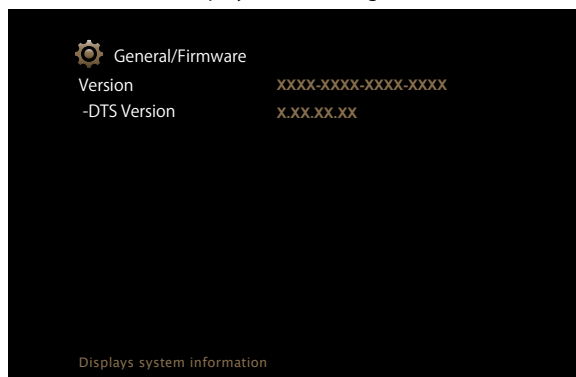 General/Firmware
Version XXXX-XXXX-XXXX-XXXX
-DTS Version X.XX.XX.XX
Displays system information